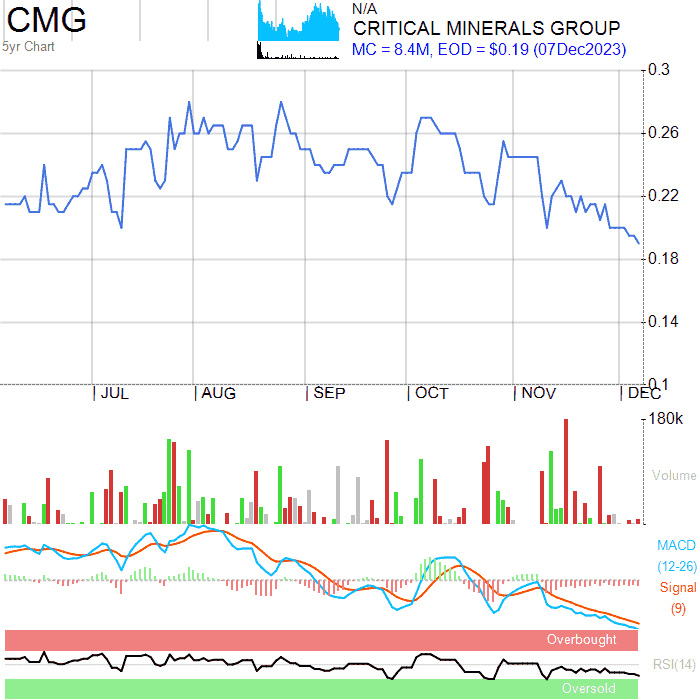 CMG
5yr Chart
N/A
CRITICAL MINERALS GROUP
MC = 8.4M, EOD = $0.19 (07Dec2023)
0.3
0.26
0.22
0.18
0.14
0.1
JUL AUG SEP OCT NOV DEC
180k
Volume
MACD
(12-26)
Signal
(9)
Overbought
RSI(14)
Oversold